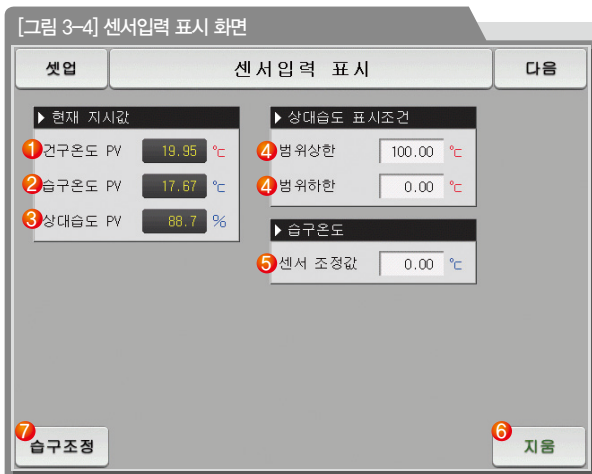 [그림 3-4] 센서입력 표시 화면
셋업 센서입력 표시 다음
▶ 현재 지시값
1 건구온도 PV 19.95 ℃
2 습구온도 PV 17.67 ℃
3 상대습도 PV 88.7 %
▶ 상대습도 표시조건
4 범위상한 100.00 ℃
4 범위하한 0.00 ℃
▶ 습구온도
5 센서 조정값 0.00 ℃
7 습구조정
6 지움